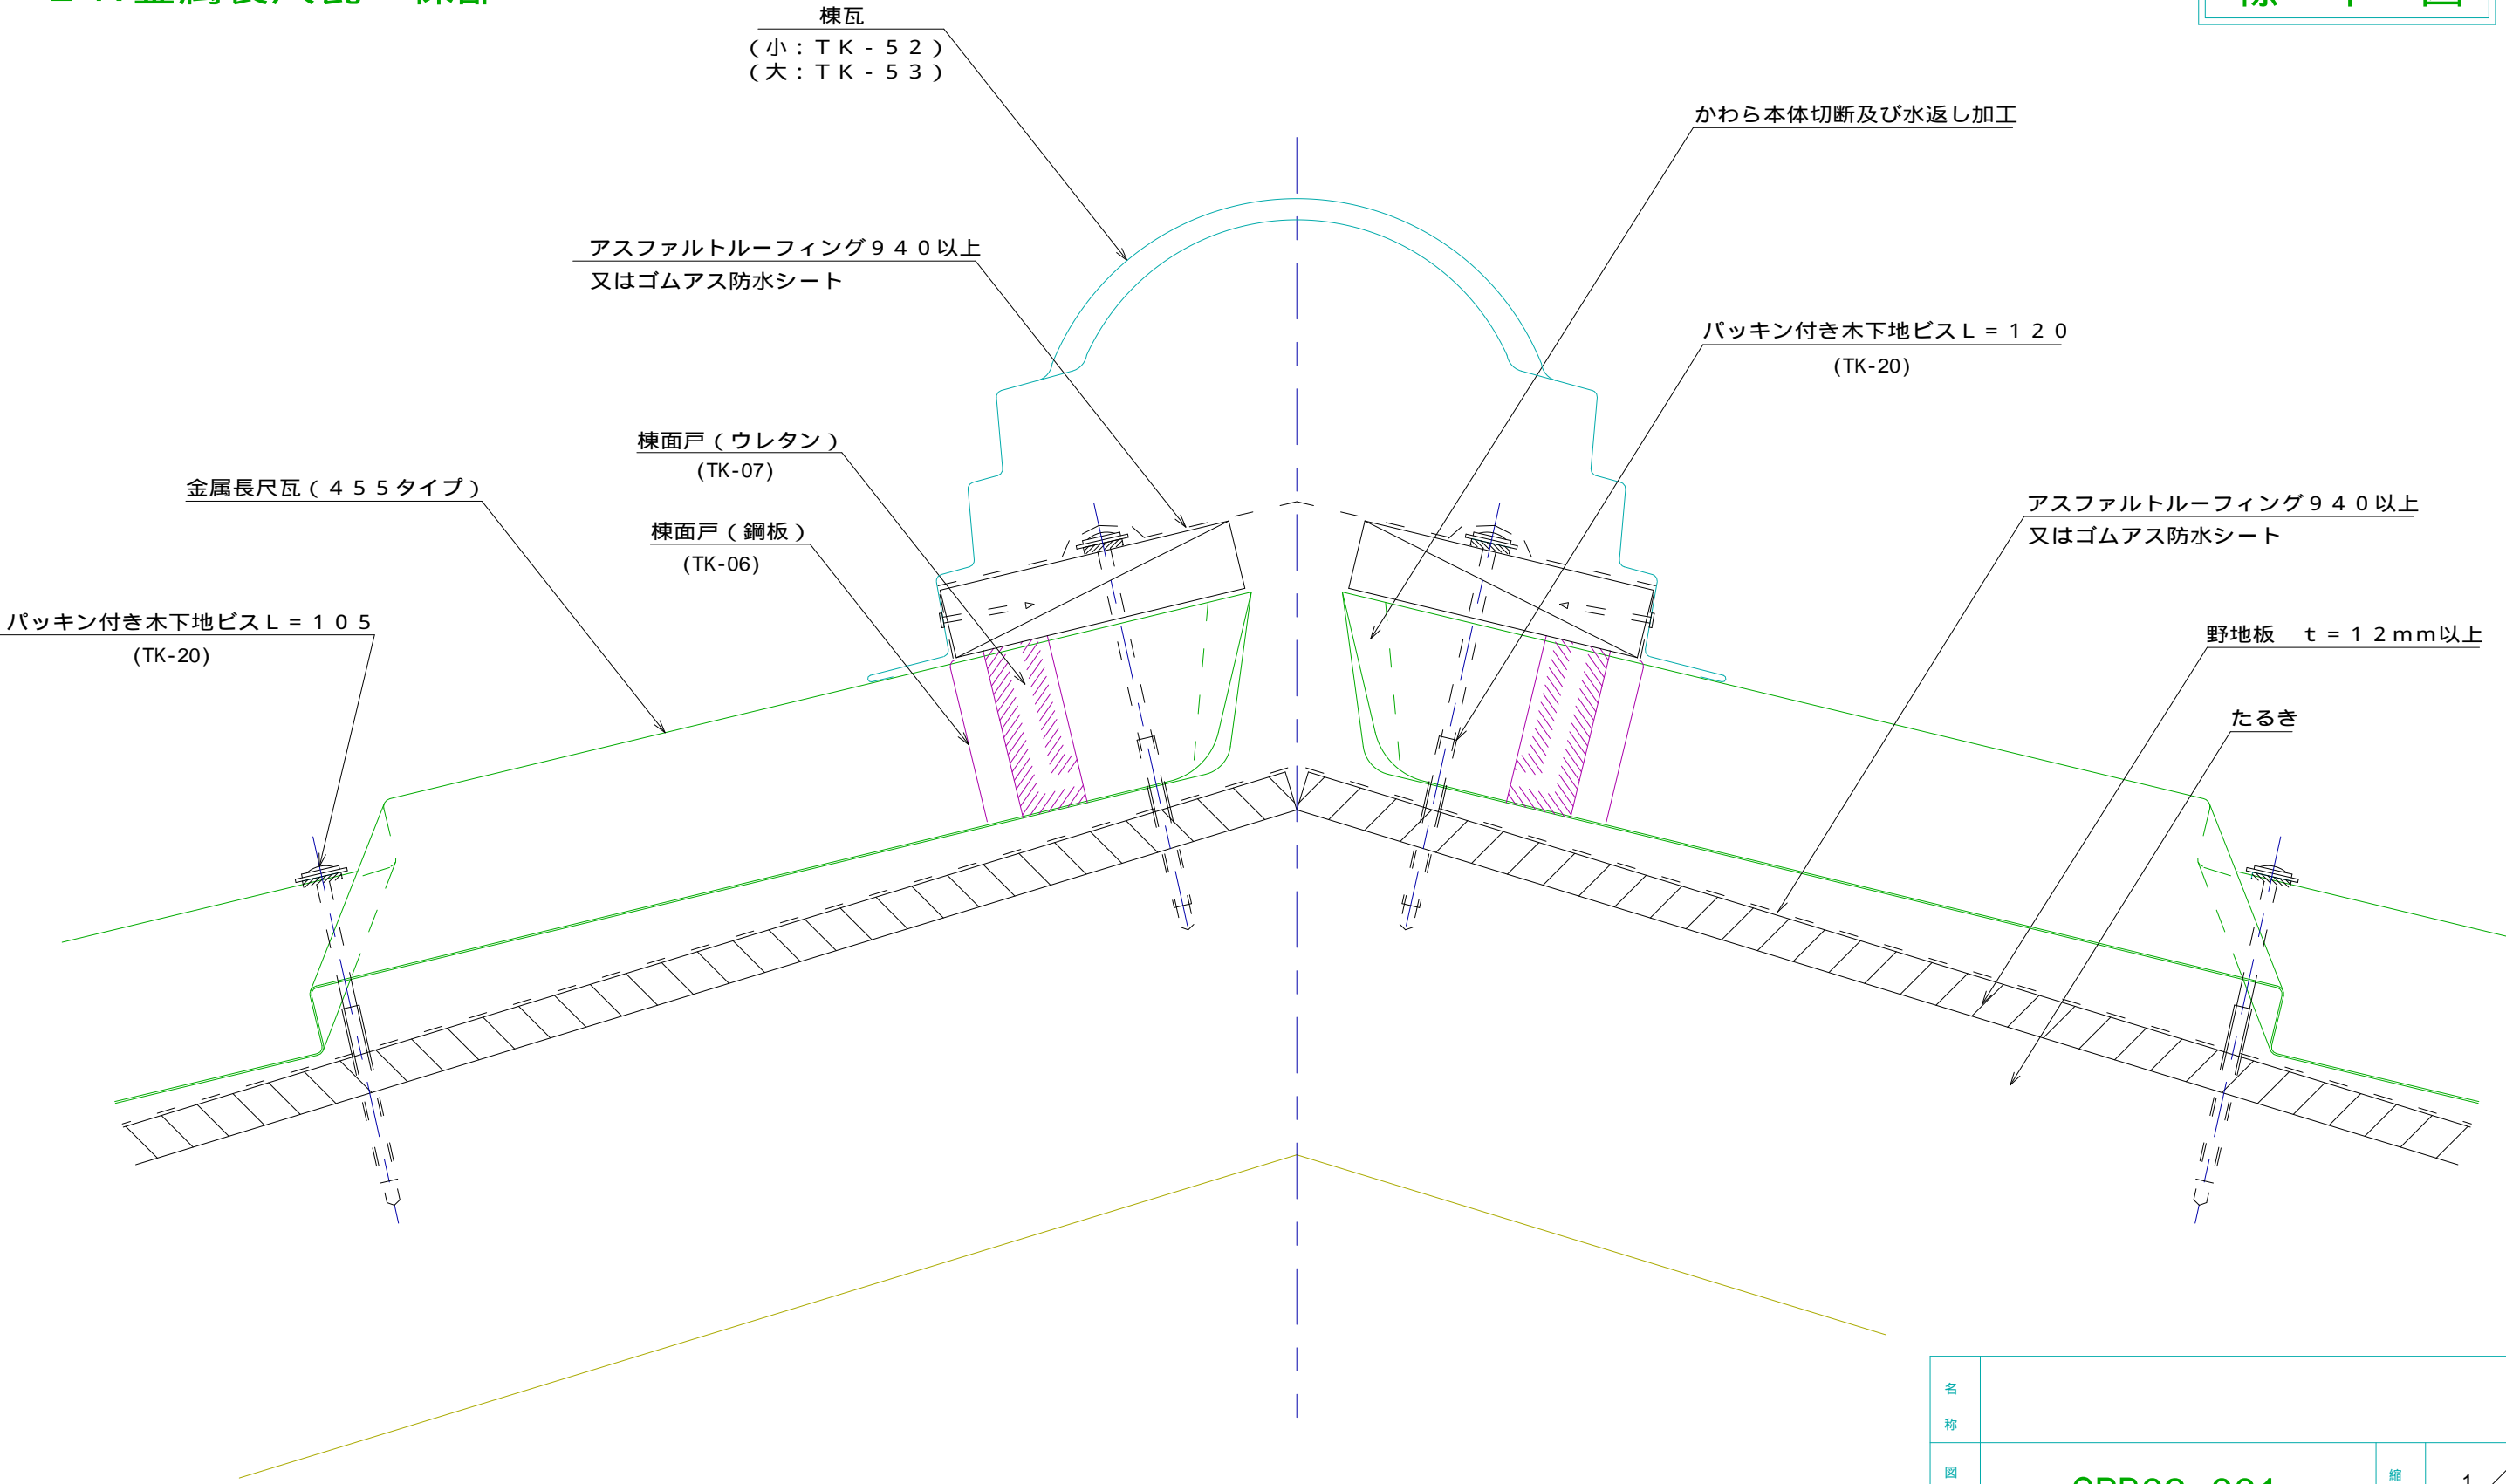 棟瓦
(小：ＴＫ-５２)
(大：ＴＫ-５３)
かわら本体切断及び水返し加工
アスファルトルーフィング９４０以上
又はゴムアス防水シート
パッキン付き木下地ビスＬ=１２０
(TK-20)
棟面戸(ウレタン)
(TK-07)
金属長尺瓦(４５５タイプ)
棟面戸(鋼板)
(TK-06)
アスファルトルーフィング９４０以上
又はゴムアス防水シート
パッキン付き木下地ビスＬ=１０５
(TK-20)
野地板　ｔ=１２mm以上
たるき
名
称
図
縮
1